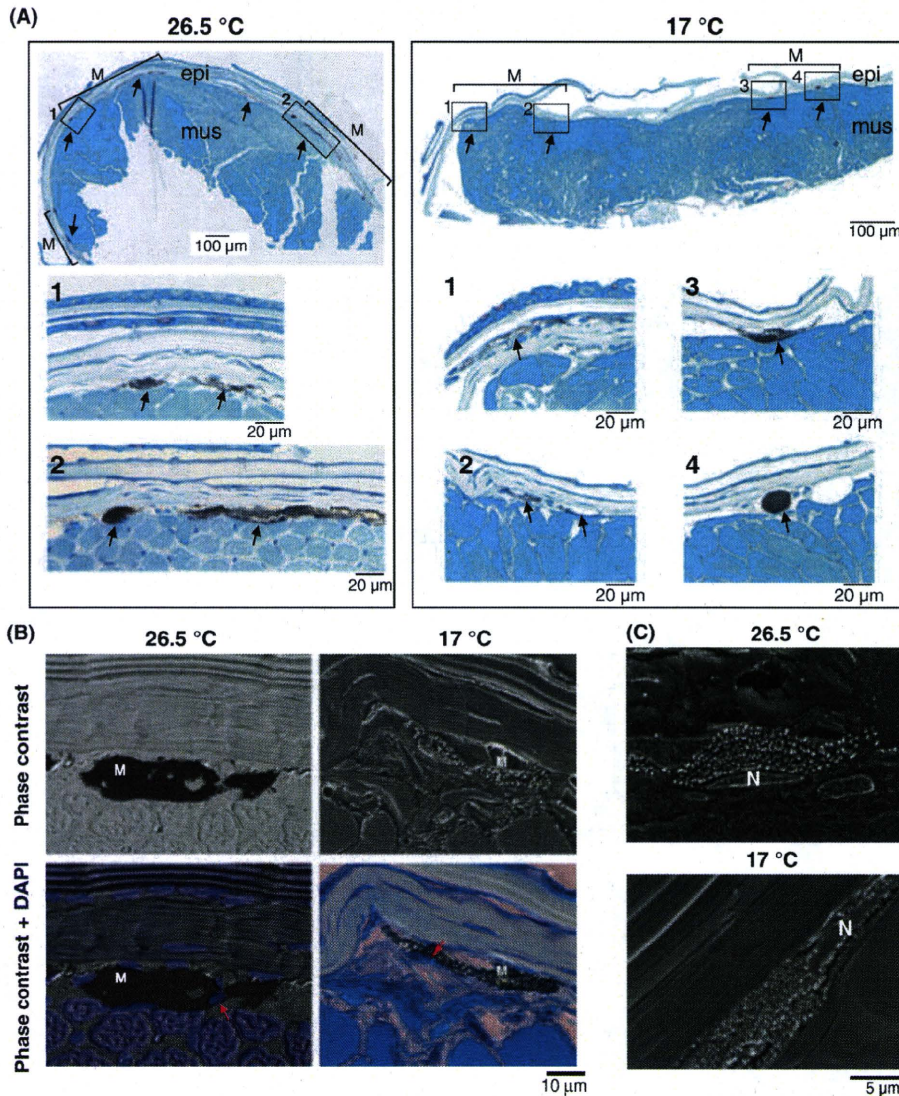 (A)
26.5 °C
17 °C
M
epi
1
2
M
mus
M
100 µm
M
M
epi
1
2
3
4
mus
100 µm
1
20 µm
2
20 µm
1
20 µm
3
20 µm
2
20 µm
4
20 µm
(B)
26.5 °C
17 °C
(C)
26.5 °C
Phase contrast
M
M
N
17 °C
Phase contrast + DAPI
M
M
N
10 µm
5 µm